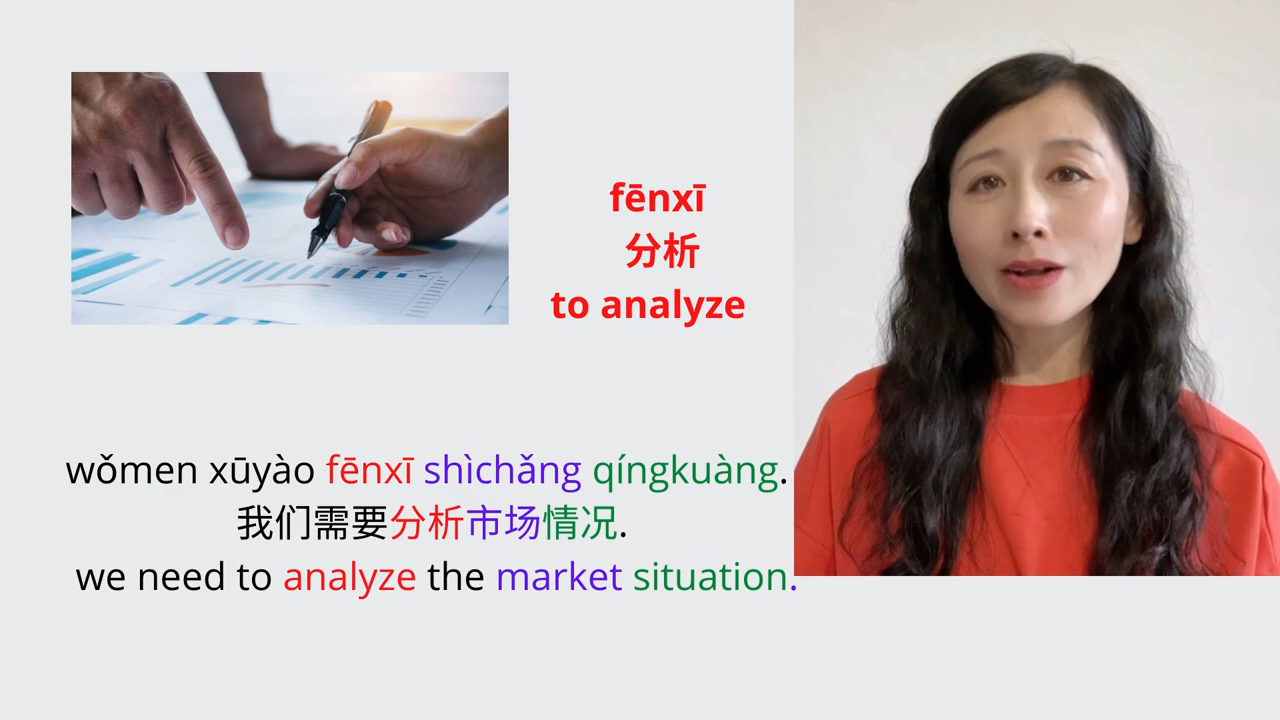 fēnxī
分析
to analyze
wǒmen xūyào fēnxī shìchǎng qíngkuàng.
我们需要分析市场情况.
we need to analyze the market situation.